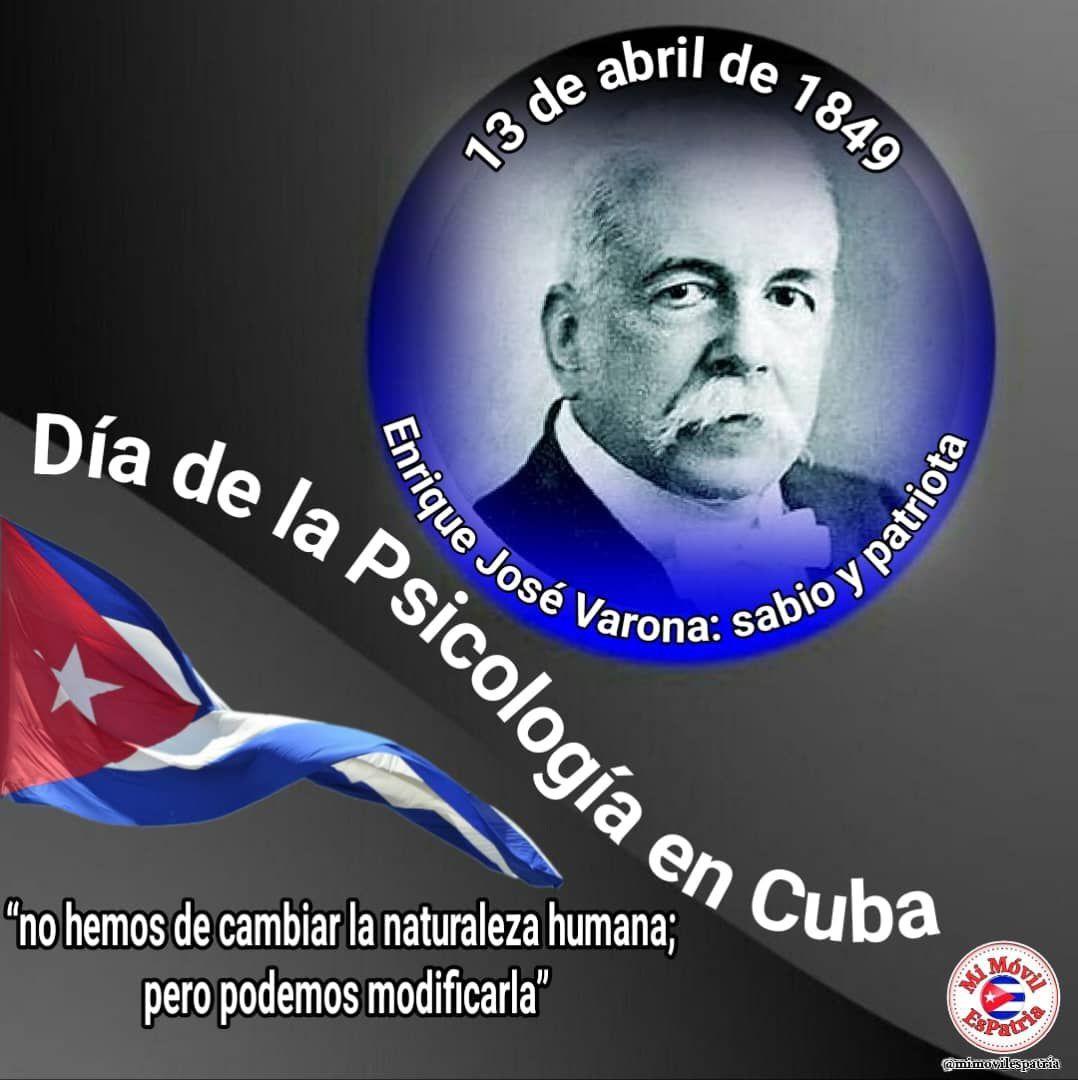 13 de abril de 1849
Enrique José Varona: sabio y patriota
Día de la Psicología en Cuba
“no hemos de cambiar la naturaleza humana;
pero podemos modificarla”
Mi Móvil
EsPatria
@mimovilespatria